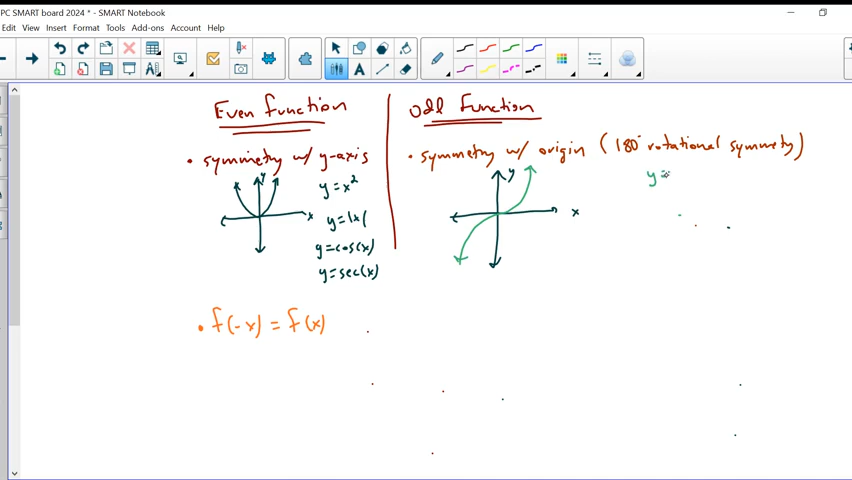 PC SMART board 2024 * - SMART Notebook
Edit View Insert Format Tools Add-ons Account Help
Even function
odd function
• symmetry w/ y-axis
• symmetry w/ origin (180° rotational symmetry)
y
x
y = x²
y = |x|
y = cos(x)
y = sec(x)
y
x
y =
• f(-x) = f(x)